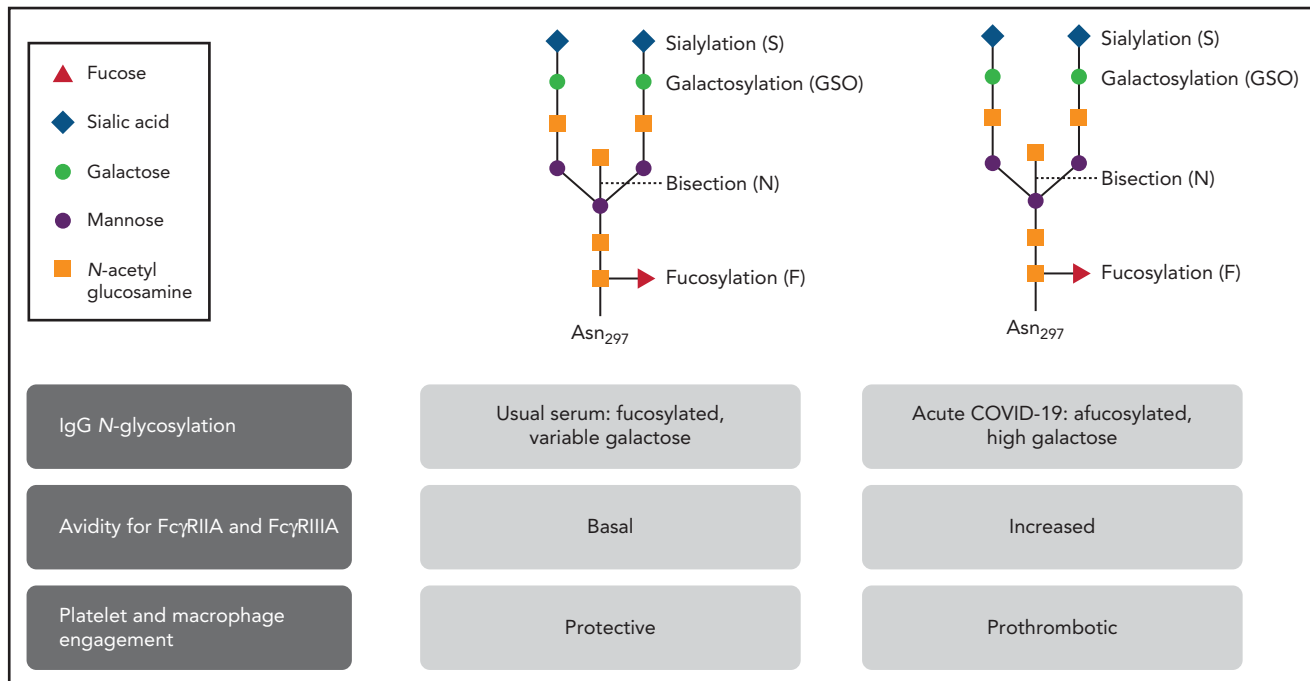 Fucose
Sialic acid
Galactose
Mannose
N-acetyl
glucosamine
Sialylation (S)
Galactosylation (GSO)
Bisection (N)
Fucosylation (F)
Asn297
Sialylation (S)
Galactosylation (GSO)
Bisection (N)
Fucosylation (F)
Asn297
IgG N-glycosylation
Usual serum: fucosylated,
variable galactose
Acute COVID-19: afucosylated,
high galactose
Avidity for FcγRIIA and FcγRIIIA
Basal
Increased
Platelet and macrophage
engagement
Protective
Prothrombotic